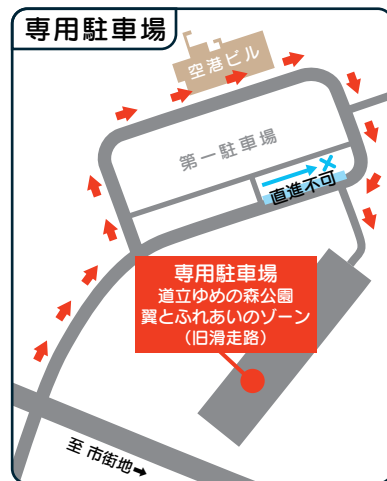 専用駐車場
空港ビル
第一駐車場
直進不可
専用駐車場
道立ゆめの森公園
翼とふれあいのゾーン
(旧滑走路)
至 市街地➡